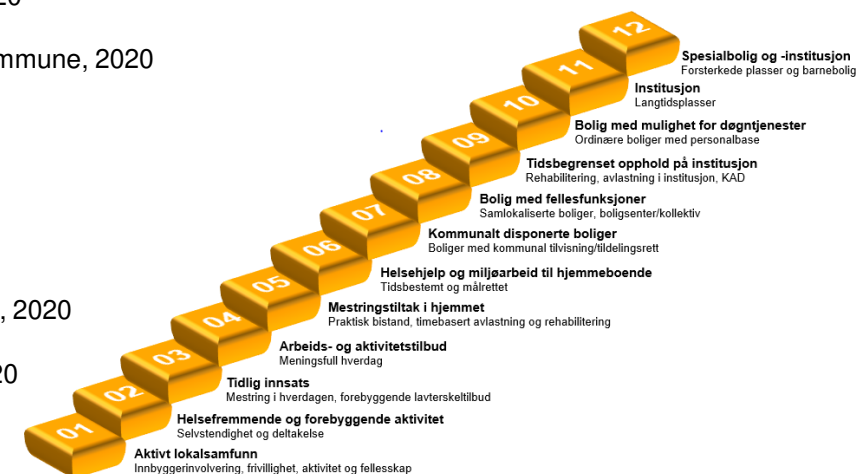 20
mmune, 2020
, 2020
20
12
Spesialbolig og -institusjon
Forsterkede plasser og barnebolig
11
Institusjon
Langtidsplasser
10
Bolig med mulighet for døgntjenester
Ordinære boliger med personalbase
09
Tidsbegrenset opphold på institusjon
Rehabilitering, avlastning i institusjon, KAD
08
Bolig med fellesfunksjoner
Samlokaliserte boliger, boligsenter/kollektiv
07
Kommunalt disponerte boliger
Boliger med kommunal tilvisning/tildelingsrett
06
Helsehjelp og miljøarbeid til hjemmeboende
Tidsbestemt og målrettet
05
Mestringstiltak i hjemmet
Praktisk bistand, timebasert avlastning og rehabilitering
04
Arbeids- og aktivitetstilbud
Meningsfull hverdag
03
Tidlig innsats
Mestring i hverdagen, forebyggende lavterskeltilbud
02
Helsefremmende og forebyggende aktivitet
Selvstendighet og deltakelse
01
Aktivt lokalsamfunn
Innbyggerinvolvering, frivillighet, aktivitet og fellesskap